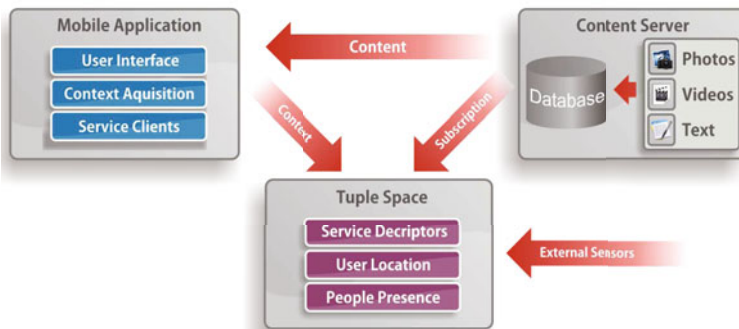 Mobile Application
User Interface
Context Aquisition
Service Clients
Content
Content Server
Database
Photos
Videos
Text
Context
Subscription
Tuple Space
Service Decriptors
User Location
People Presence
External Sensors